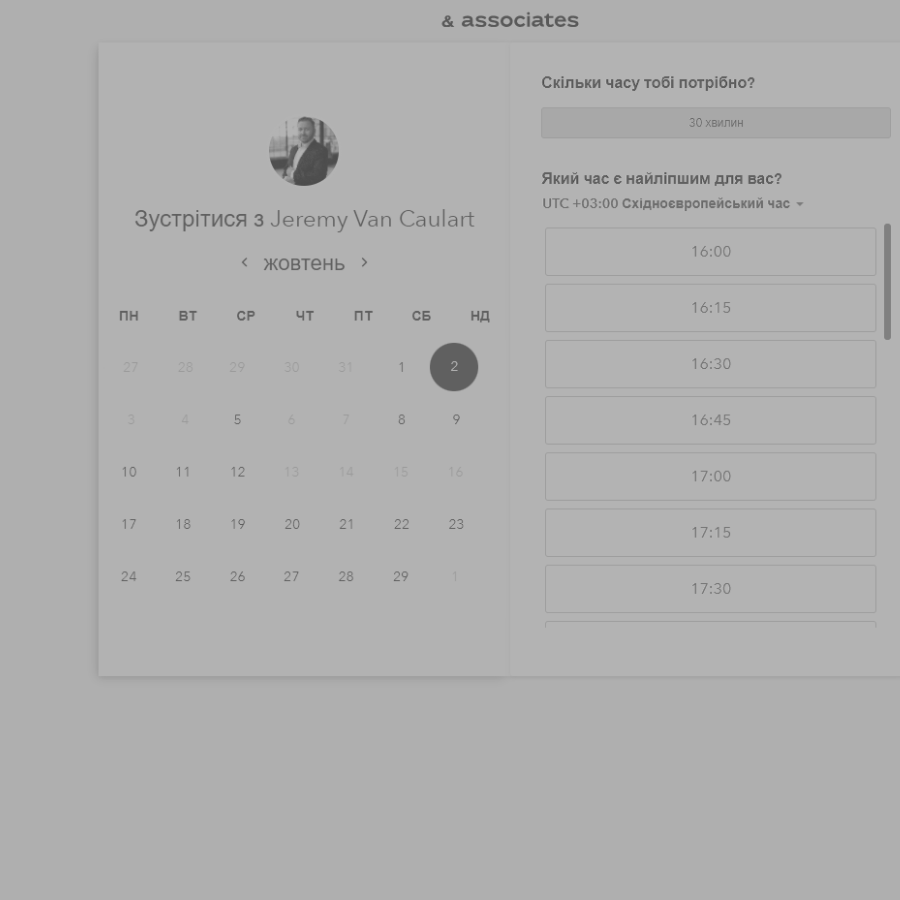 & associates
Зустрітися з Jeremy Van Caulart
жовтень
ПН ВТ СР ЧТ ПТ СБ НД
27 28 29 30 31 1 2
3 4 5 6 7 8 9
10 11 12 13 14 15 16
17 18 19 20 21 22 23
24 25 26 27 28 29 1
Скільки часу тобі потрібно?
30 хвилин
Який час є найліпшим для вас?
UTC +03:00 Східноєвропейський час
16:00
16:15
16:30
16:45
17:00
17:15
17:30